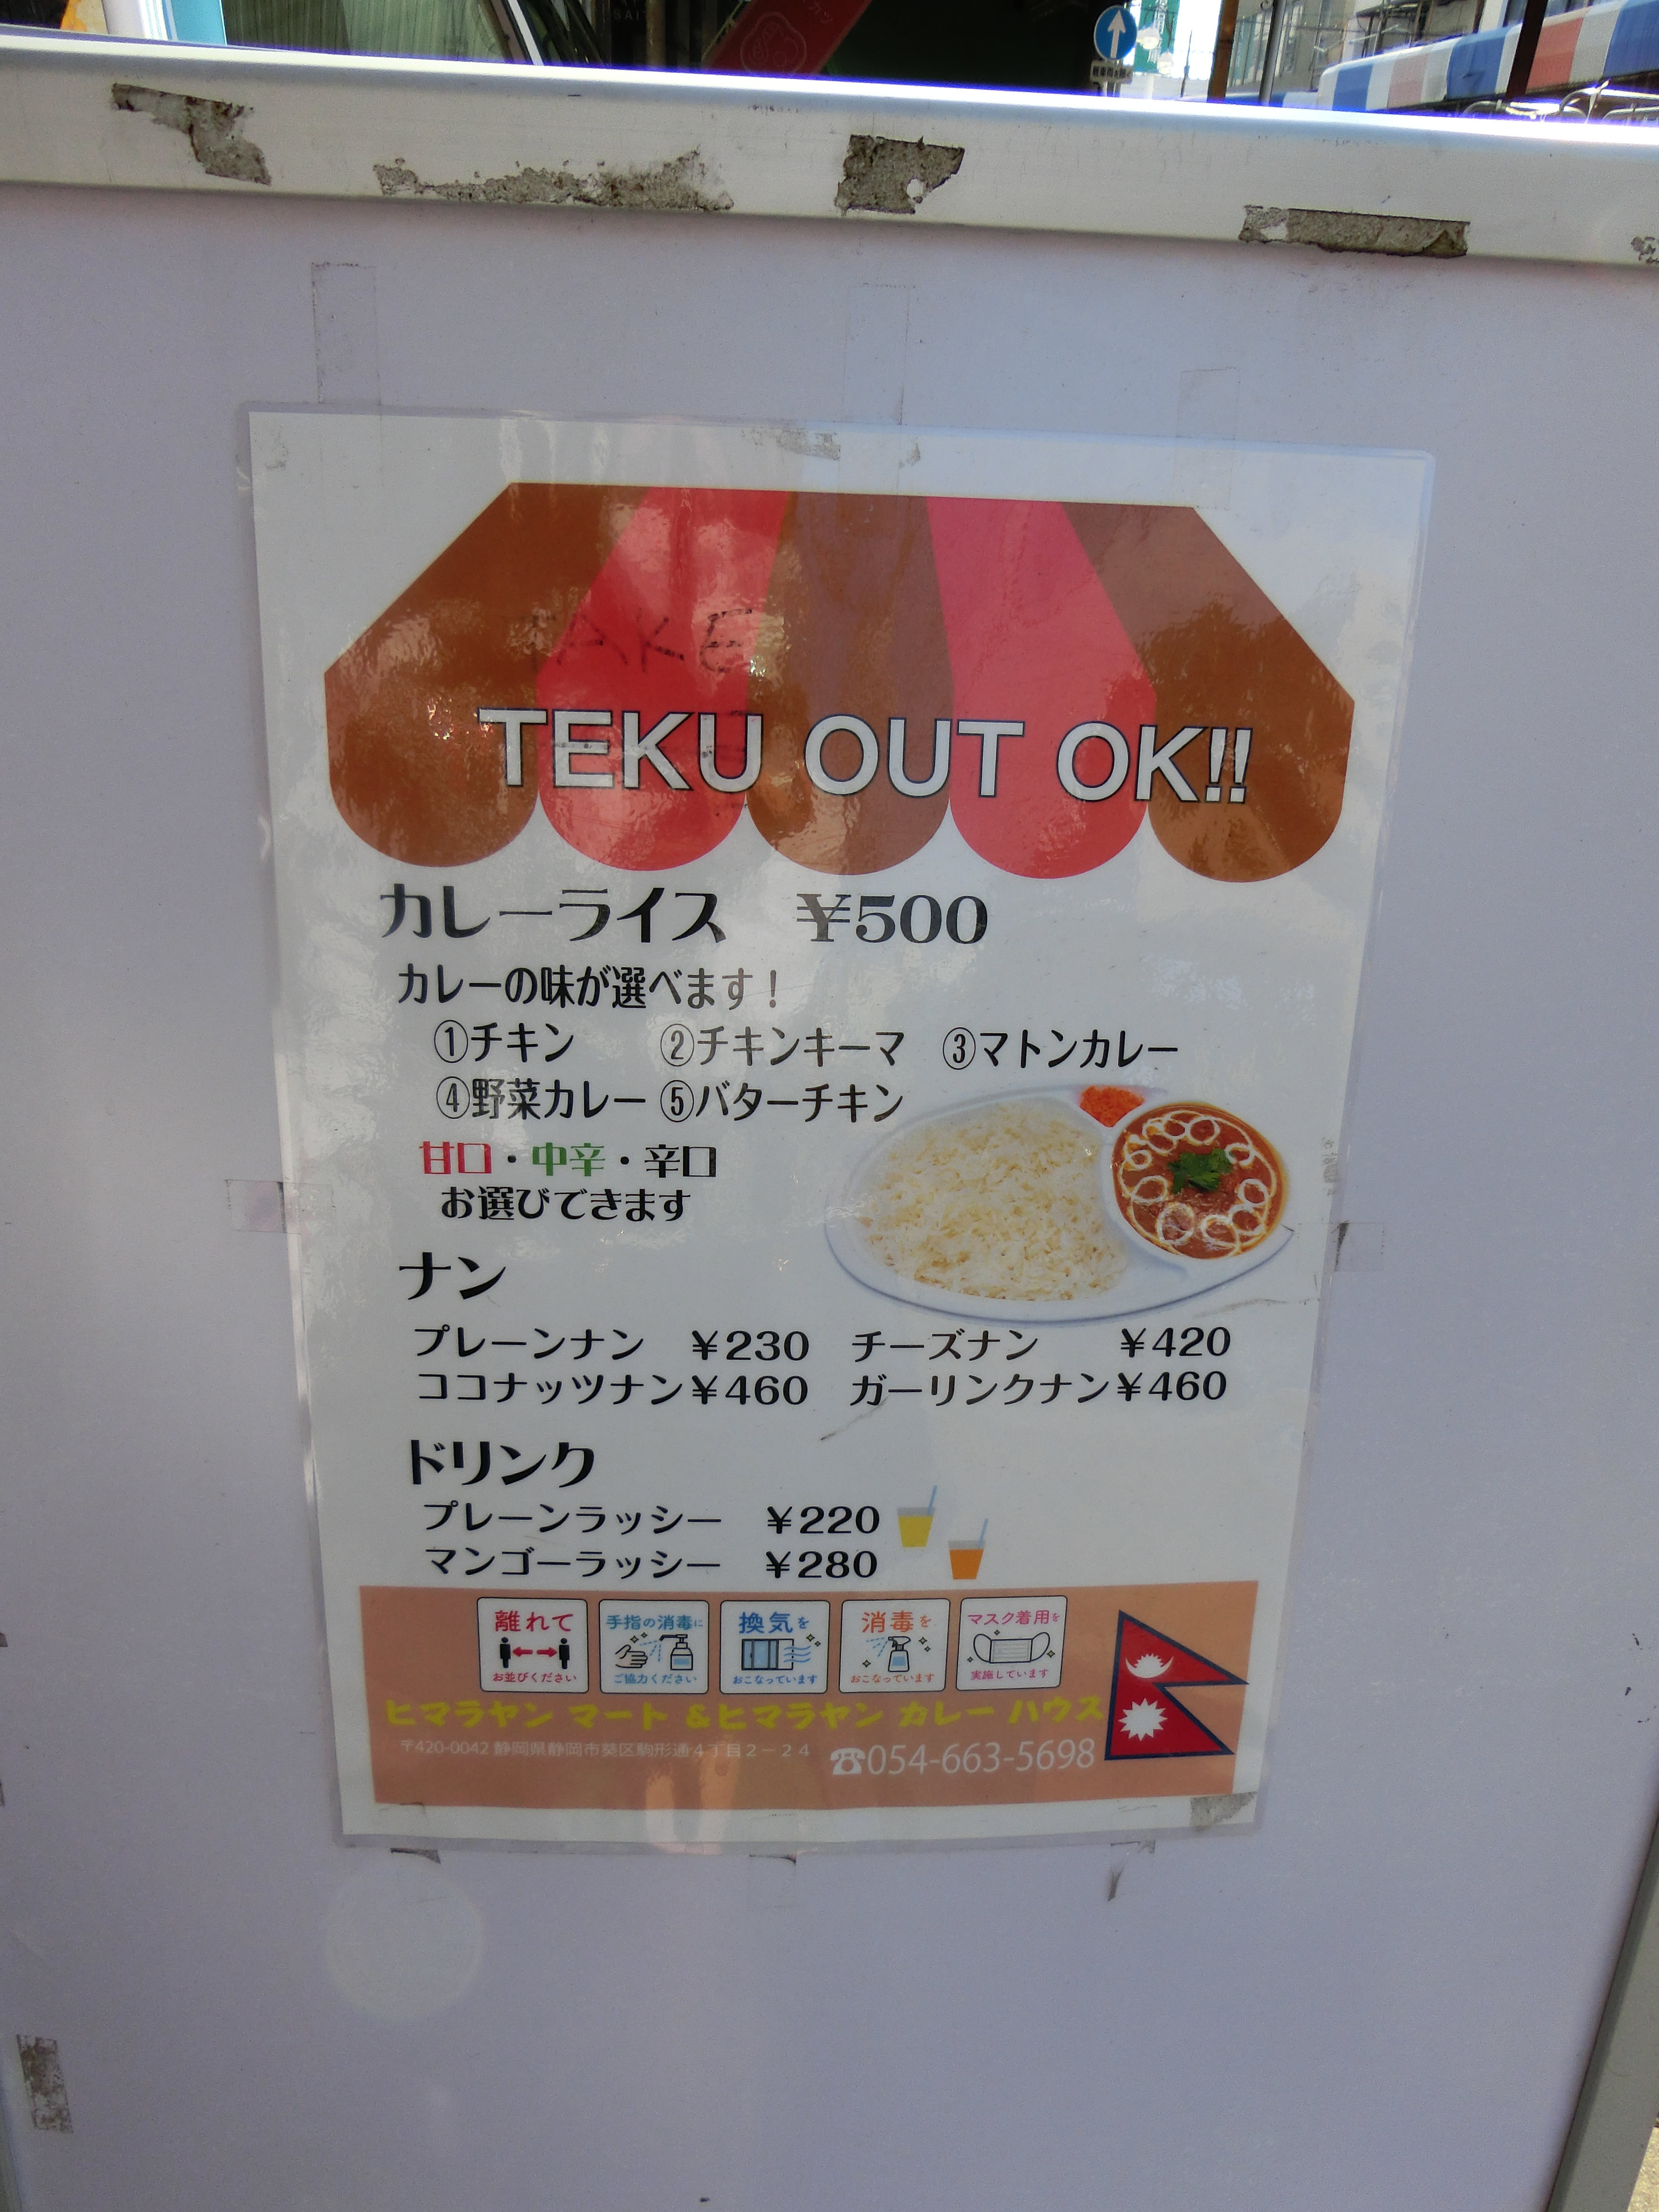 TAKE
TEKU OUT OK!!
カレーライス ¥500
カレーの味が選べます！
①チキン ②チキンキーマ ③マトンカレー
④野菜カレー ⑤バターチキン
甘口・中辛・辛口
お選びできます
ナン
プレーンナン ¥230 チーズナン ¥420
ココナッツナン¥460 ガーリンクナン¥460
ドリンク
プレーンラッシー ¥220
マンゴーラッシー ¥280
離れて
お並びください
手指の消毒に
ご協力ください
換気を
おこなっています
消毒を
おこなっています
マスク着用を
実施しています
ヒマラヤン マート &ヒマラヤン カレー ハウス
〒420-0042 静岡県静岡市葵区駒形通４丁目２−２４ ☎054-663-5698